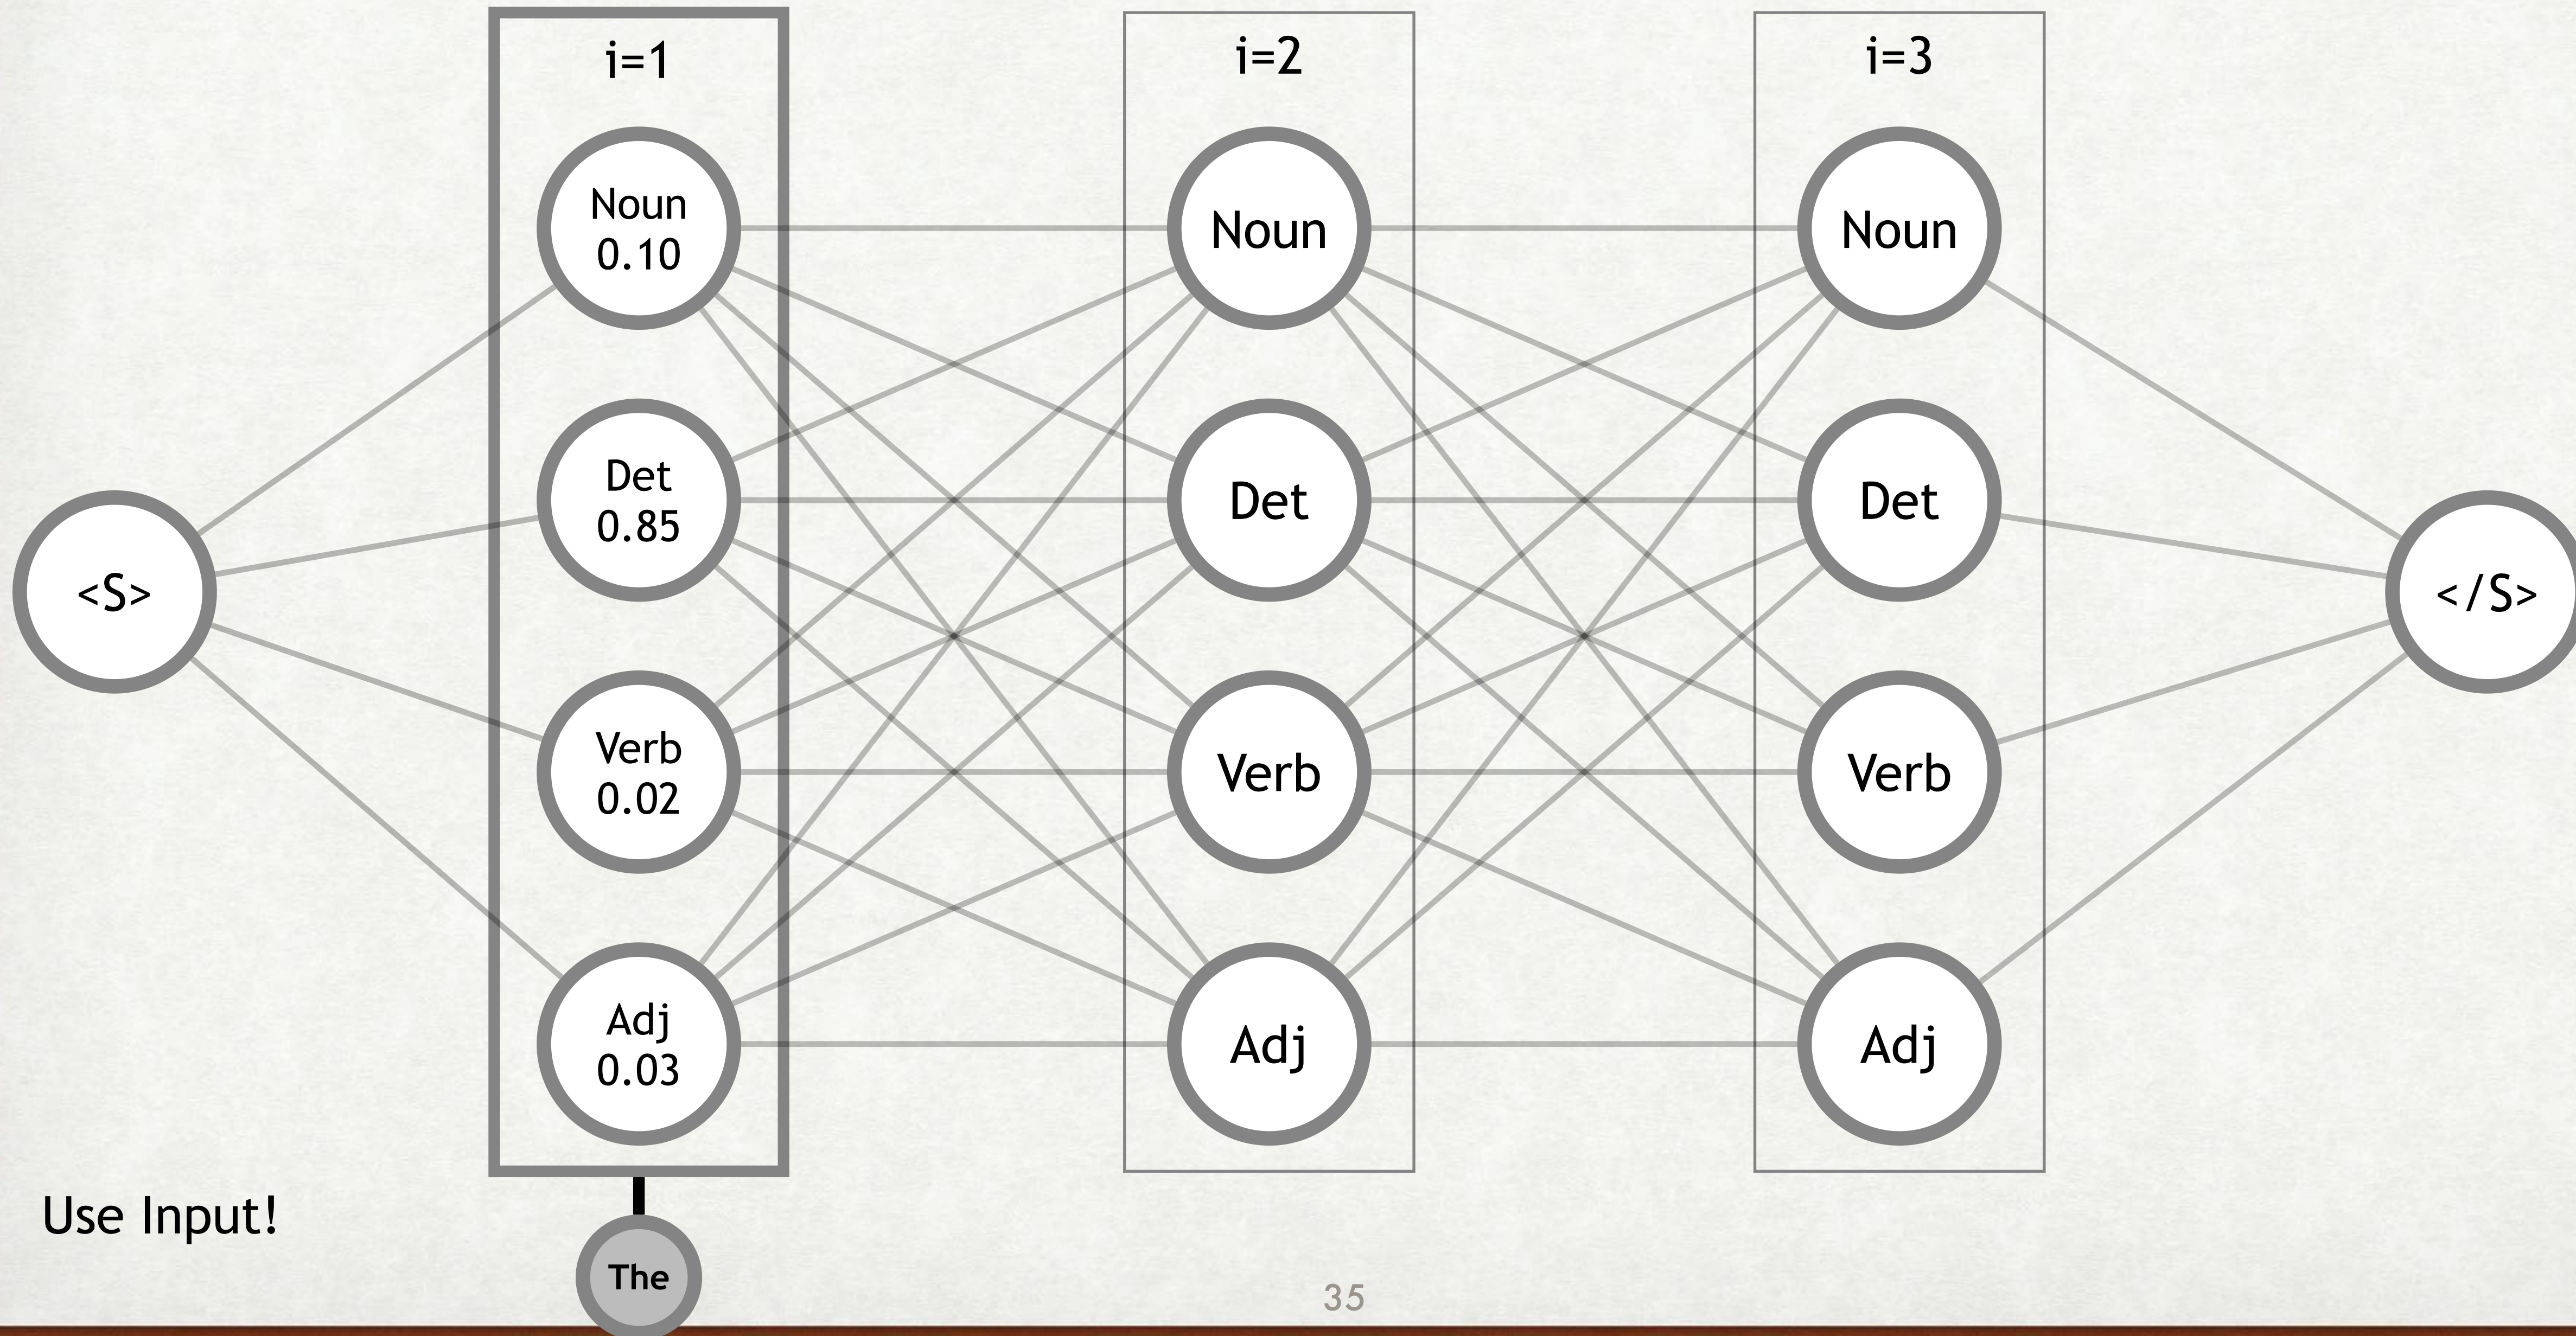 i=1
i=2
i=3
Noun
0.10
Noun
Noun
Det
0.85
Det
Det
<S>
</S>
Verb
0.02
Verb
Verb
Adj
0.03
Adj
Adj
Use Input!
The
35